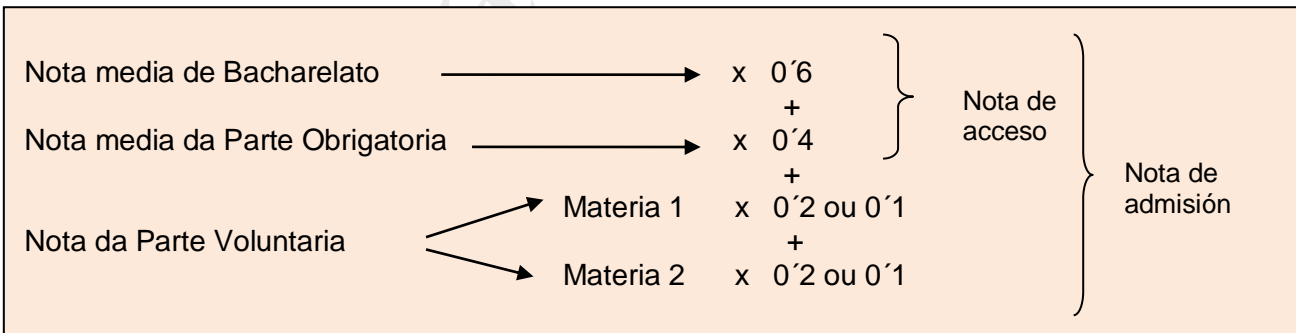 Nota media de Bacharelato x 0´6
+
Nota media da Parte Obrigatoria x 0´4
Nota de
acceso
+
Materia 1 x 0´2 ou 0´1
Nota da Parte Voluntaria +
Materia 2 x 0´2 ou 0´1
Nota de
admisión